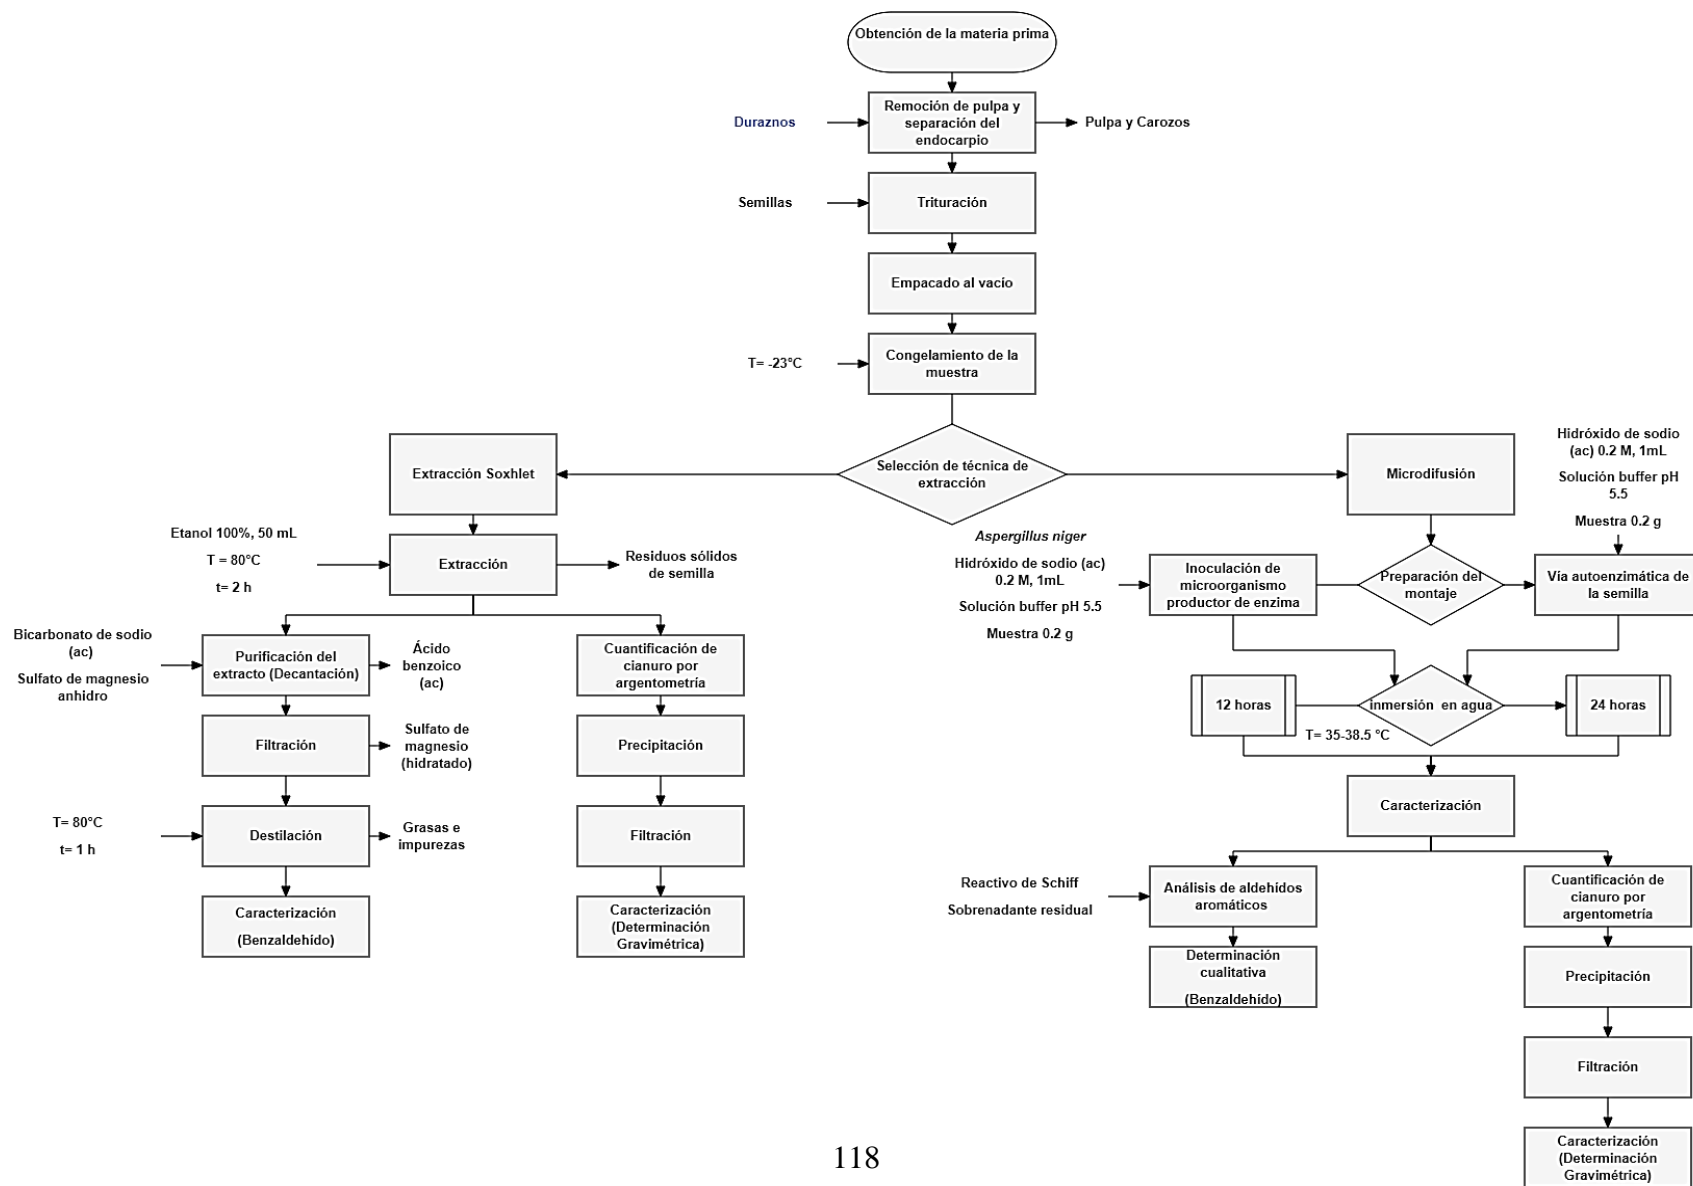 Obtención de la materia prima
Duraznos
Remoción de pulpa y
separación del
endocarpio
Pulpa y Carozos
Semillas
Trituración
Empacado al vacío
T= -23°C
Congelamiento de la
muestra
Selección de técnica de
extracción
Extracción Soxhlet
Etanol 100%, 50 mL
T = 80°C
t= 2 h
Extracción
Residuos sólidos
de semilla
Bicarbonato de sodio
(ac)
Sulfato de magnesio
anhidro
Purificación del
extracto (Decantación)
Ácido
benzoico
(ac)
Filtración
Sulfato de
magnesio
(hidratado)
T= 80°C
t= 1 h
Destilación
Grasas e
impurezas
Caracterización
(Benzaldehído)
Cuantificación de
cianuro por
argentometría
Precipitación
Filtración
Caracterización
(Determinación
Gravimétrica)
Microdifusión
Hidróxido de sodio
(ac) 0.2 M, 1mL
Solución buffer pH
5.5
Muestra 0.2 g
Aspergillus niger
Hidróxido de sodio (ac)
0.2 M, 1mL
Solución buffer pH 5.5
Muestra 0.2 g
Inoculación de
microorganismo
productor de enzima
Preparación del
montaje
Vía autoenzimática de
la semilla
12 horas
inmersión en agua
24 horas
T= 35-38.5 °C
Caracterización
Reactivo de Schiff
Sobrenadante residual
Análisis de aldehídos
aromáticos
Determinación
cualitativa
(Benzaldehído)
Cuantificación de
cianuro por
argentometría
Precipitación
Filtración
Caracterización
(Determinación
Gravimétrica)
118